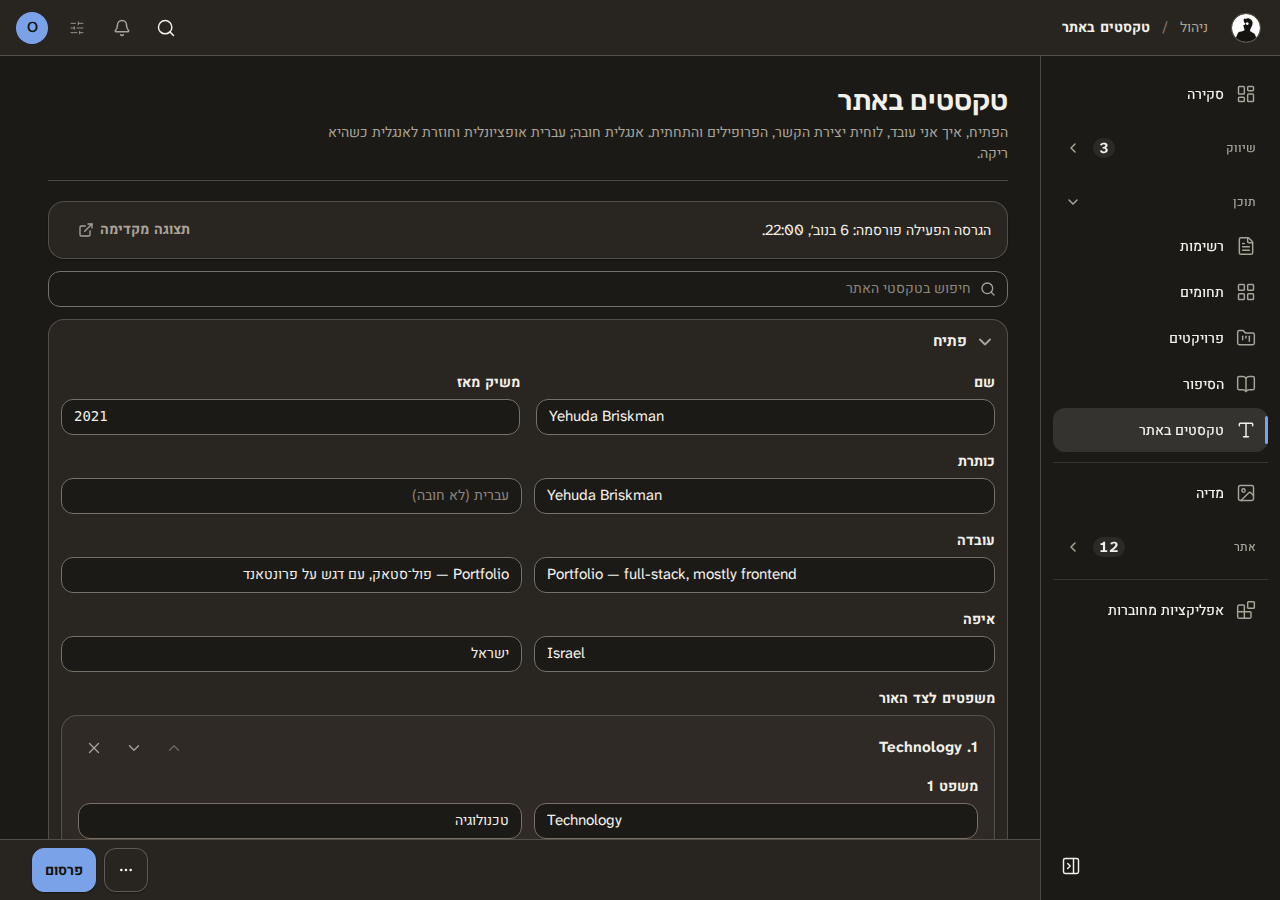 ניהול / טקסטים באתר
O
סקירה
שיווק 3
תוכן
רשימות
תחומים
פרויקטים
הסיפור
טקסטים באתר
מדיה
אתר 12
אפליקציות מחוברות
טקסטים באתר
הפתיח, איך אני עובד, לוחית יצירת הקשר, הפרופילים והתחתית. אנגלית חובה; עברית אופציונלית וחוזרת לאנגלית כשהיא
ריקה.
הגרסה הפעילה פורסמה: 6 בנוב׳, 22:00.
תצוגה מקדימה
חיפוש בטקסטי האתר
פתיח
שם
משיק מאז
Yehuda Briskman
2021
כותרת
Yehuda Briskman
עברית (לא חובה)
עובדה
Portfolio — full-stack, mostly frontend
Portfolio — פול־סטאק, עם דגש על פרונטאנד
איפה
Israel
ישראל
משפטים לצד האור
1. Technology
משפט 1
Technology
טכנולוגיה
פרסום